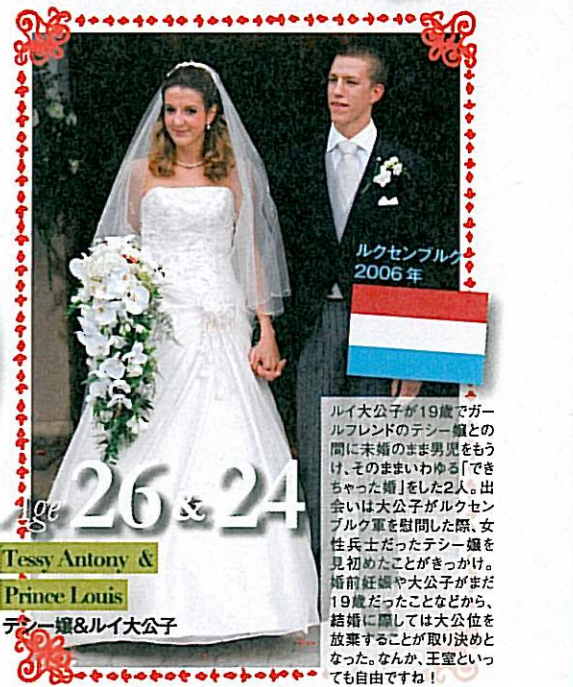 ルクセンブルク
2006年
ルイ大公子が19歳でガー
ルフレンドのテシー嬢との
間に未婚のまま男児をもう
け、そのままいわゆる「でき
ちゃった婚」をした2人。出
会いは大公子がルクセン
ブルク軍を慰問した際、女
性兵士だったテシー嬢を
見初めたことがきっかけ。
婚前妊娠や大公子がまだ
19歳だったことなどから、
結婚に際しては大公位を
放棄することが取り決めと
なった。なんか、王室といっ
ても自由ですね！
Age 26 & 24
Tessy Antony &
Prince Louis
テシー嬢&ルイ大公子